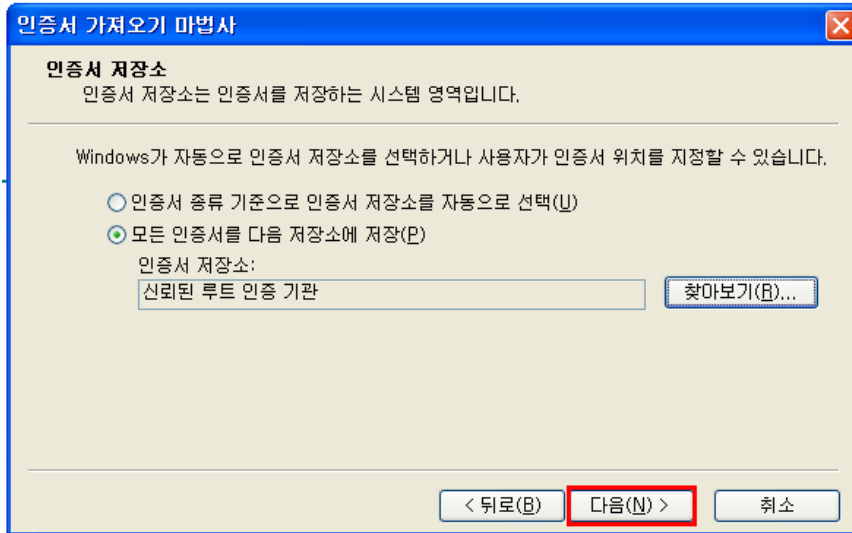 인증서 가져오기 마법사
인증서 저장소
인증서 저장소는 인증서를 저장하는 시스템 영역입니다.
Windows가 자동으로 인증서 저장소를 선택하거나 사용자가 인증서 위치를 지정할 수 있습니다.
인증서 종류 기준으로 인증서 저장소를 자동으로 선택(U)
모든 인증서를 다음 저장소에 저장(P)
인증서 저장소:
신뢰된 루트 인증 기관 찾아보기(R)...
< 뒤로(B) 다음(N) > 취소